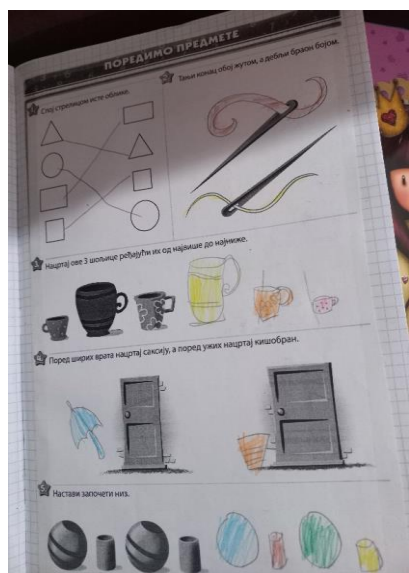 ПОРЕДИМО ПРЕДМЕТЕ
Спој стрелицом исте облике.
Тањи конац обој жутом, а дебљи браон бојом.
Нацртај ове 3 шољице ређајући их од највише до најниже.
Поред ширих врата нацртај саксију, а поред ужих нацртај кишобран.
Настави започети низ.